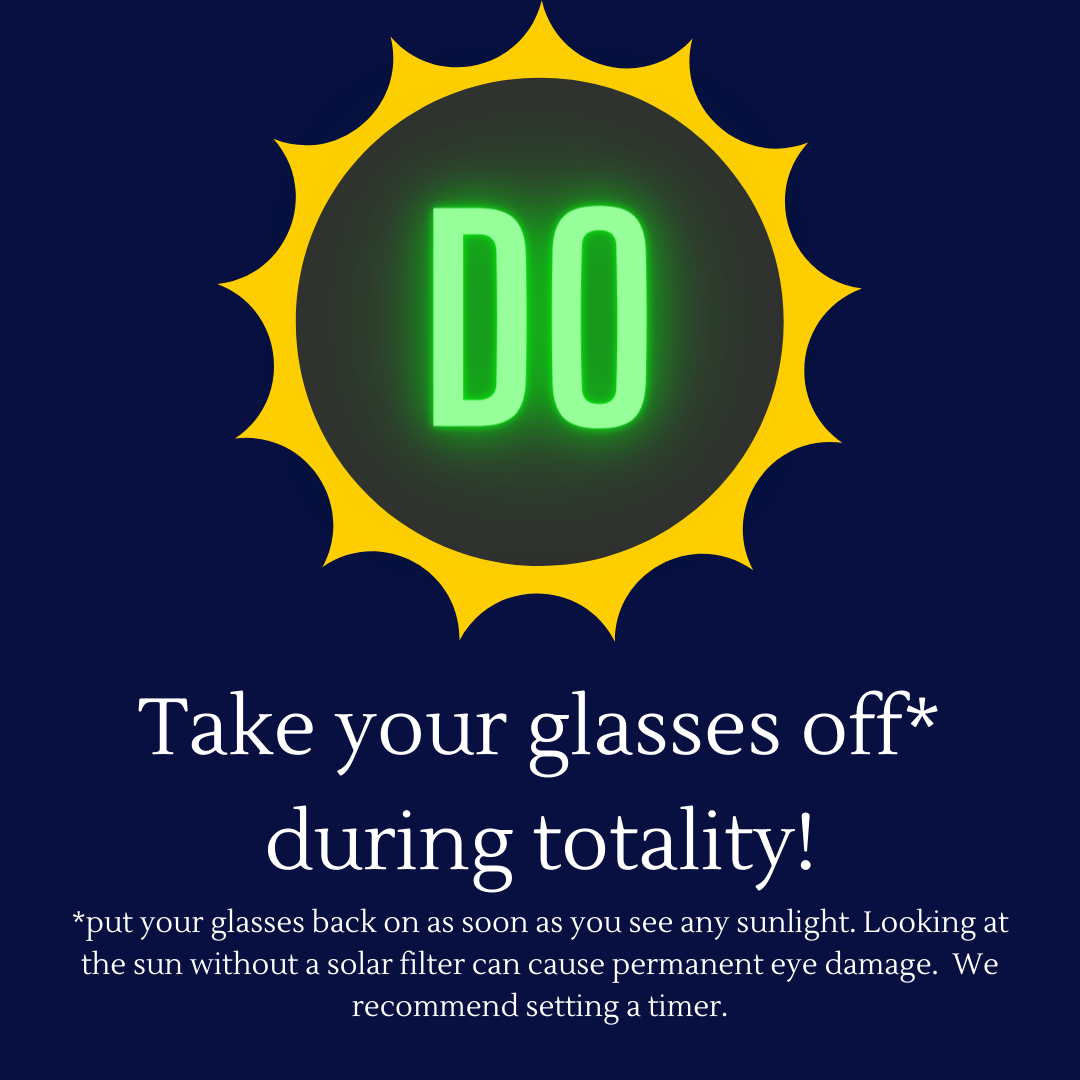 DO
Take your glasses off*
during totality!
*put your glasses back on as soon as you see any sunlight. Looking at
the sun without a solar filter can cause permanent eye damage.  We
recommend setting a timer.